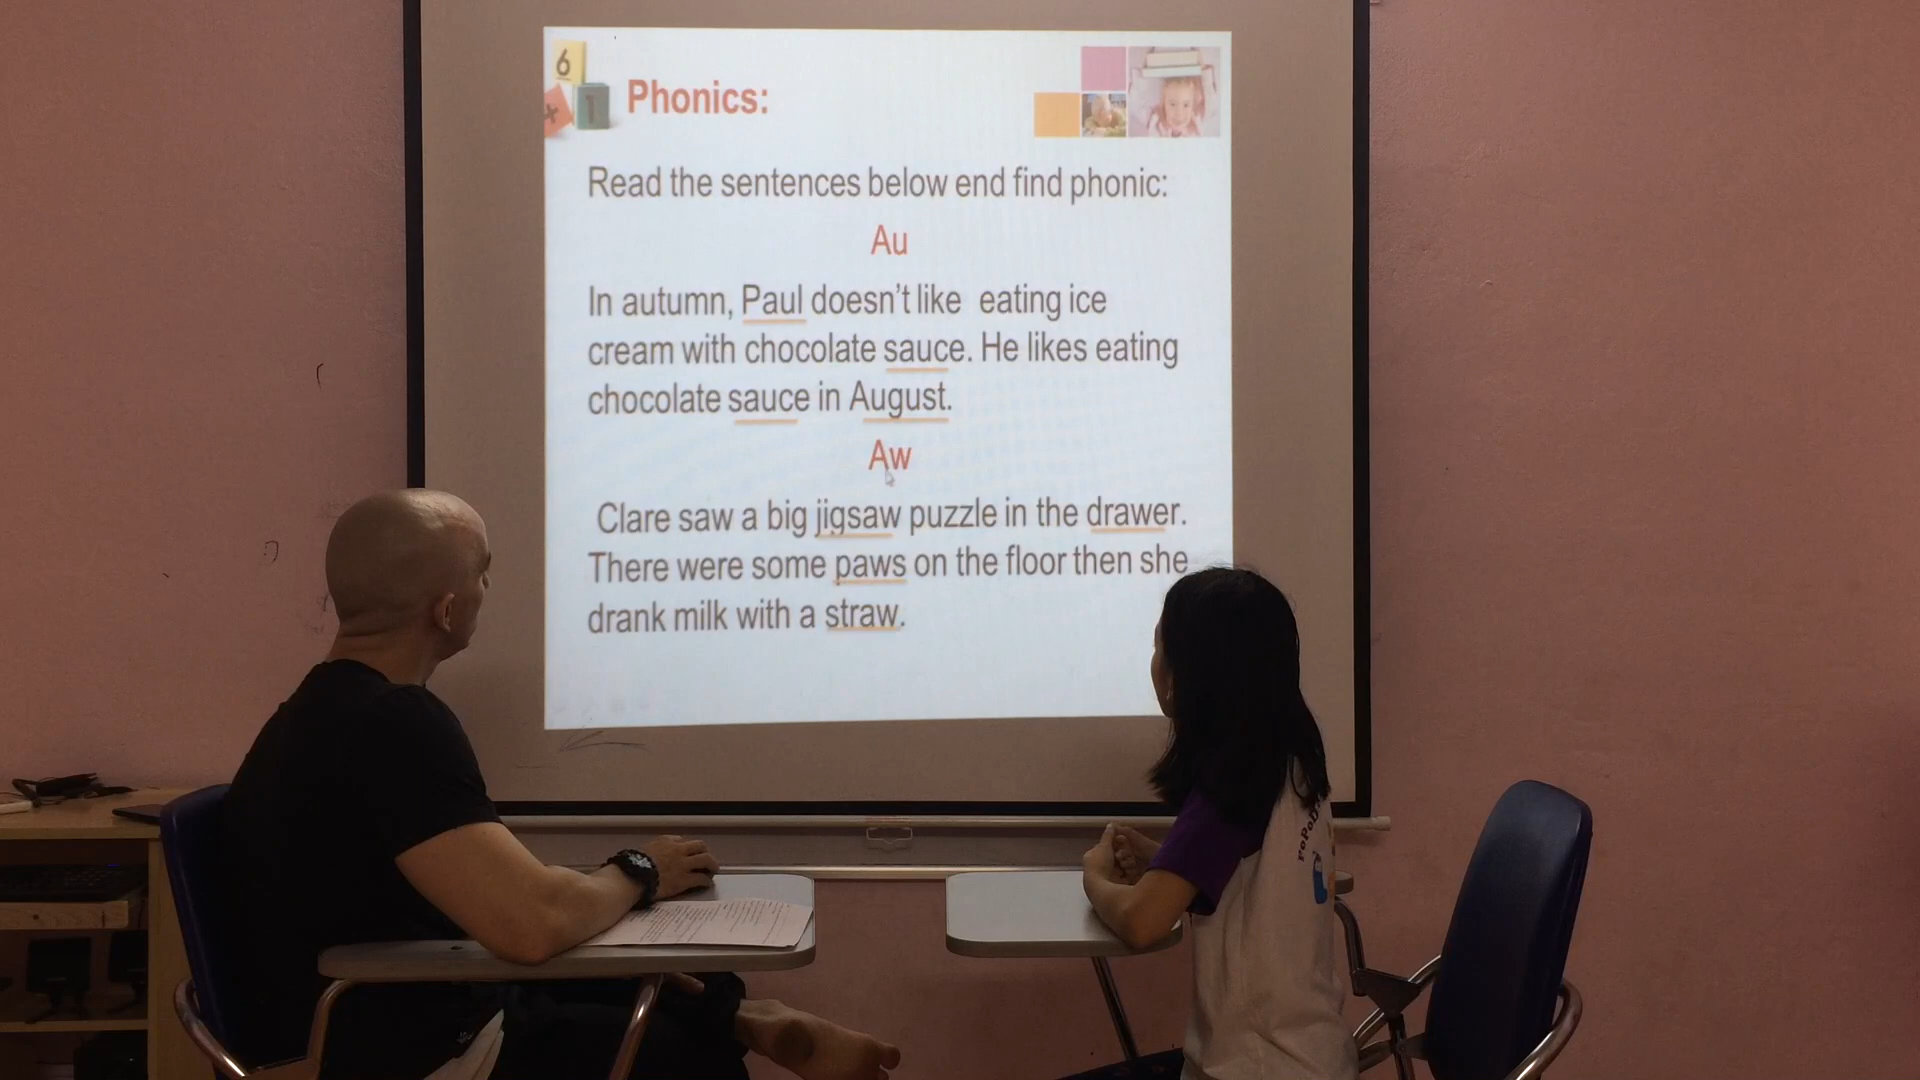 6
Phonics:
Read the sentences below end find phonic:
Au
In autumn, Paul doesn't like eating ice
cream with chocolate sauce. He likes eating
chocolate sauce in August.
Aw
Clare saw a big jigsaw puzzle in the drawer.
There were some paws on the floor then she
drank milk with a straw.